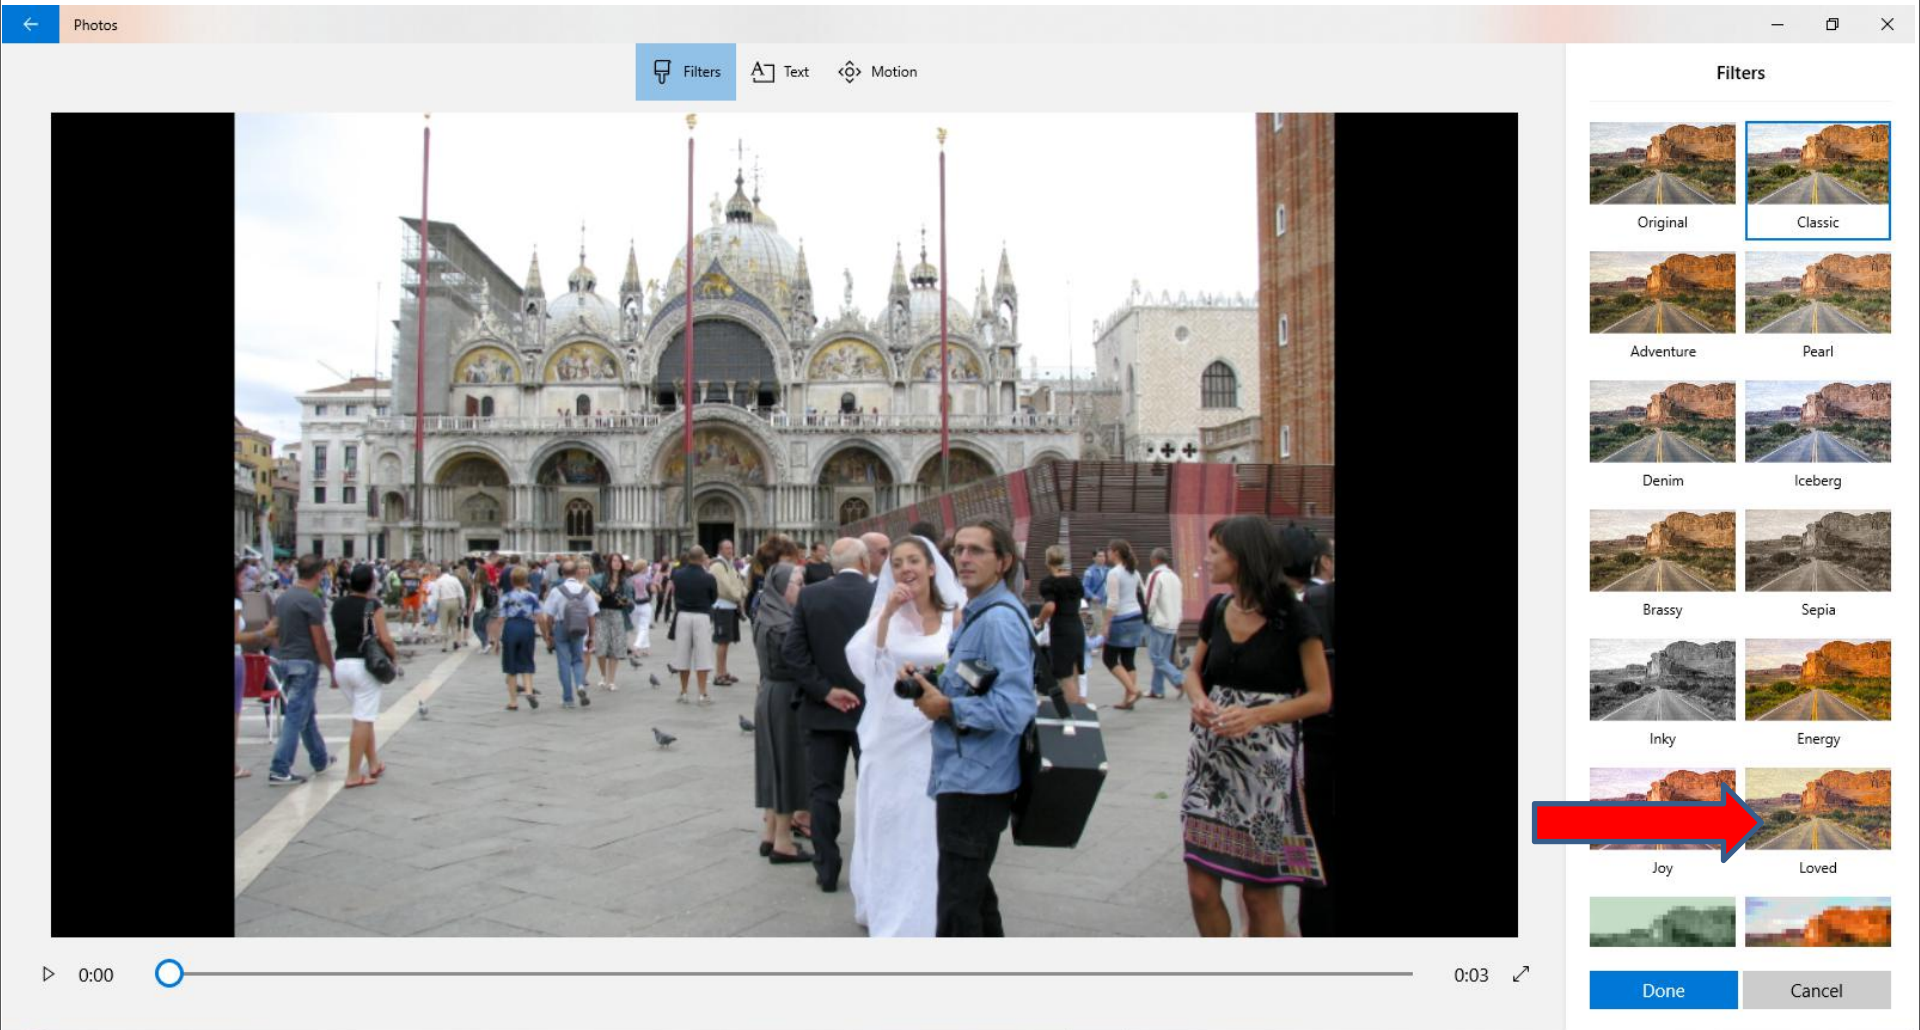 Photos
Filters
Text
Motion
Filters
Original
Classic
Adventure
Pearl
Denim
Iceberg
Brassy
Sepia
Inky
Energy
Joy
Loved
0:00
0:03
Done
Cancel